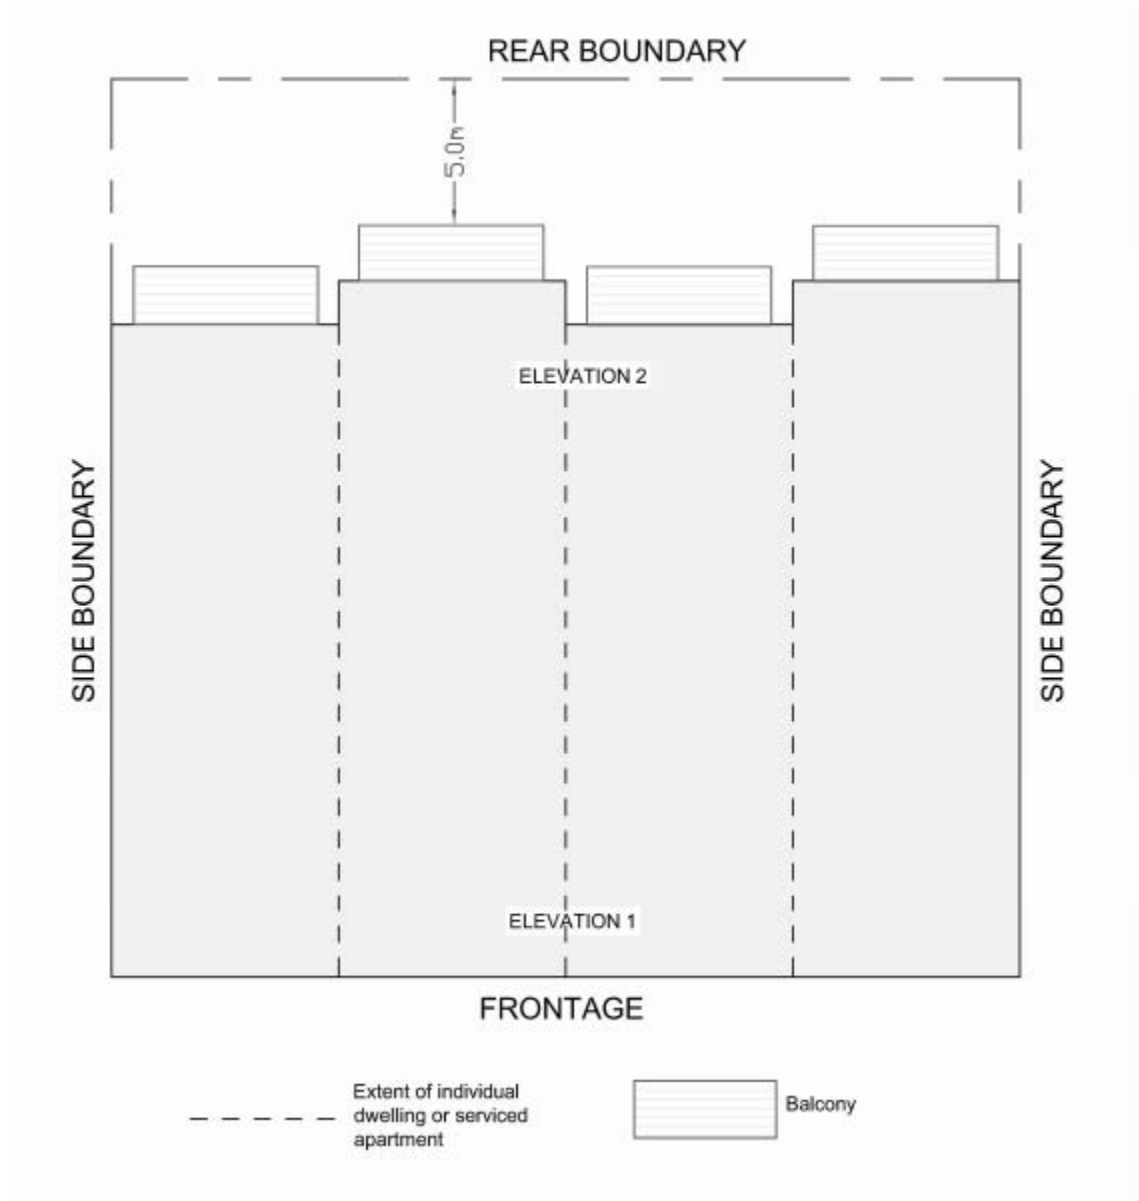 REAR BOUNDARY
5.0m
ELEVATION 2
SIDE BOUNDARY
SIDE BOUNDARY
ELEVATION 1
FRONTAGE
Extent of individual
dwelling or serviced
apartment
Balcony